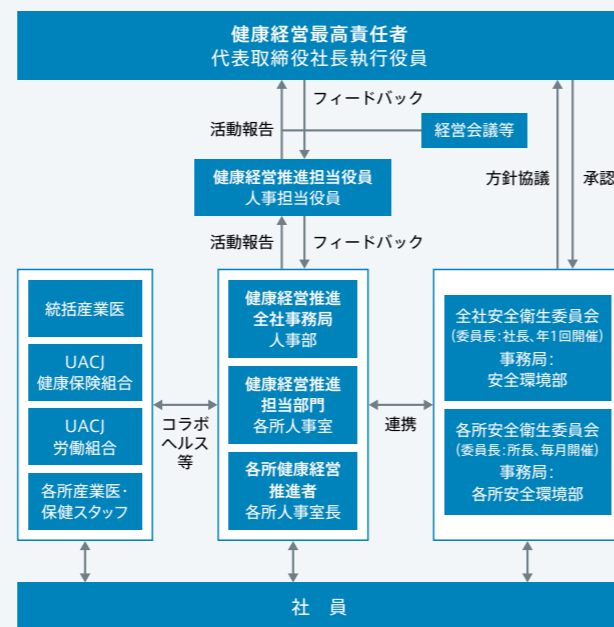 健康経営最高責任者
代表取締役社長執行役員
フィードバック
活動報告
経営会議等
健康経営推進担当役員
人事担当役員
方針協議
承認
活動報告
フィードバック
統括産業医
UACJ
健康保険組合
UACJ
労働組合
各所産業医・
保健スタッフ
コラボ
ヘルス
等
健康経営推進
全社事務局
人事部
健康経営推進
担当部門
各所人事室
各所健康経営
推進者
各所人事室長
連携
全社安全衛生委員会
(委員長:社長、年1回開催)
事務局:
安全環境部
各所安全衛生委員会
(委員長:所長、毎月開催)
事務局:
各所安全環境部
社　員